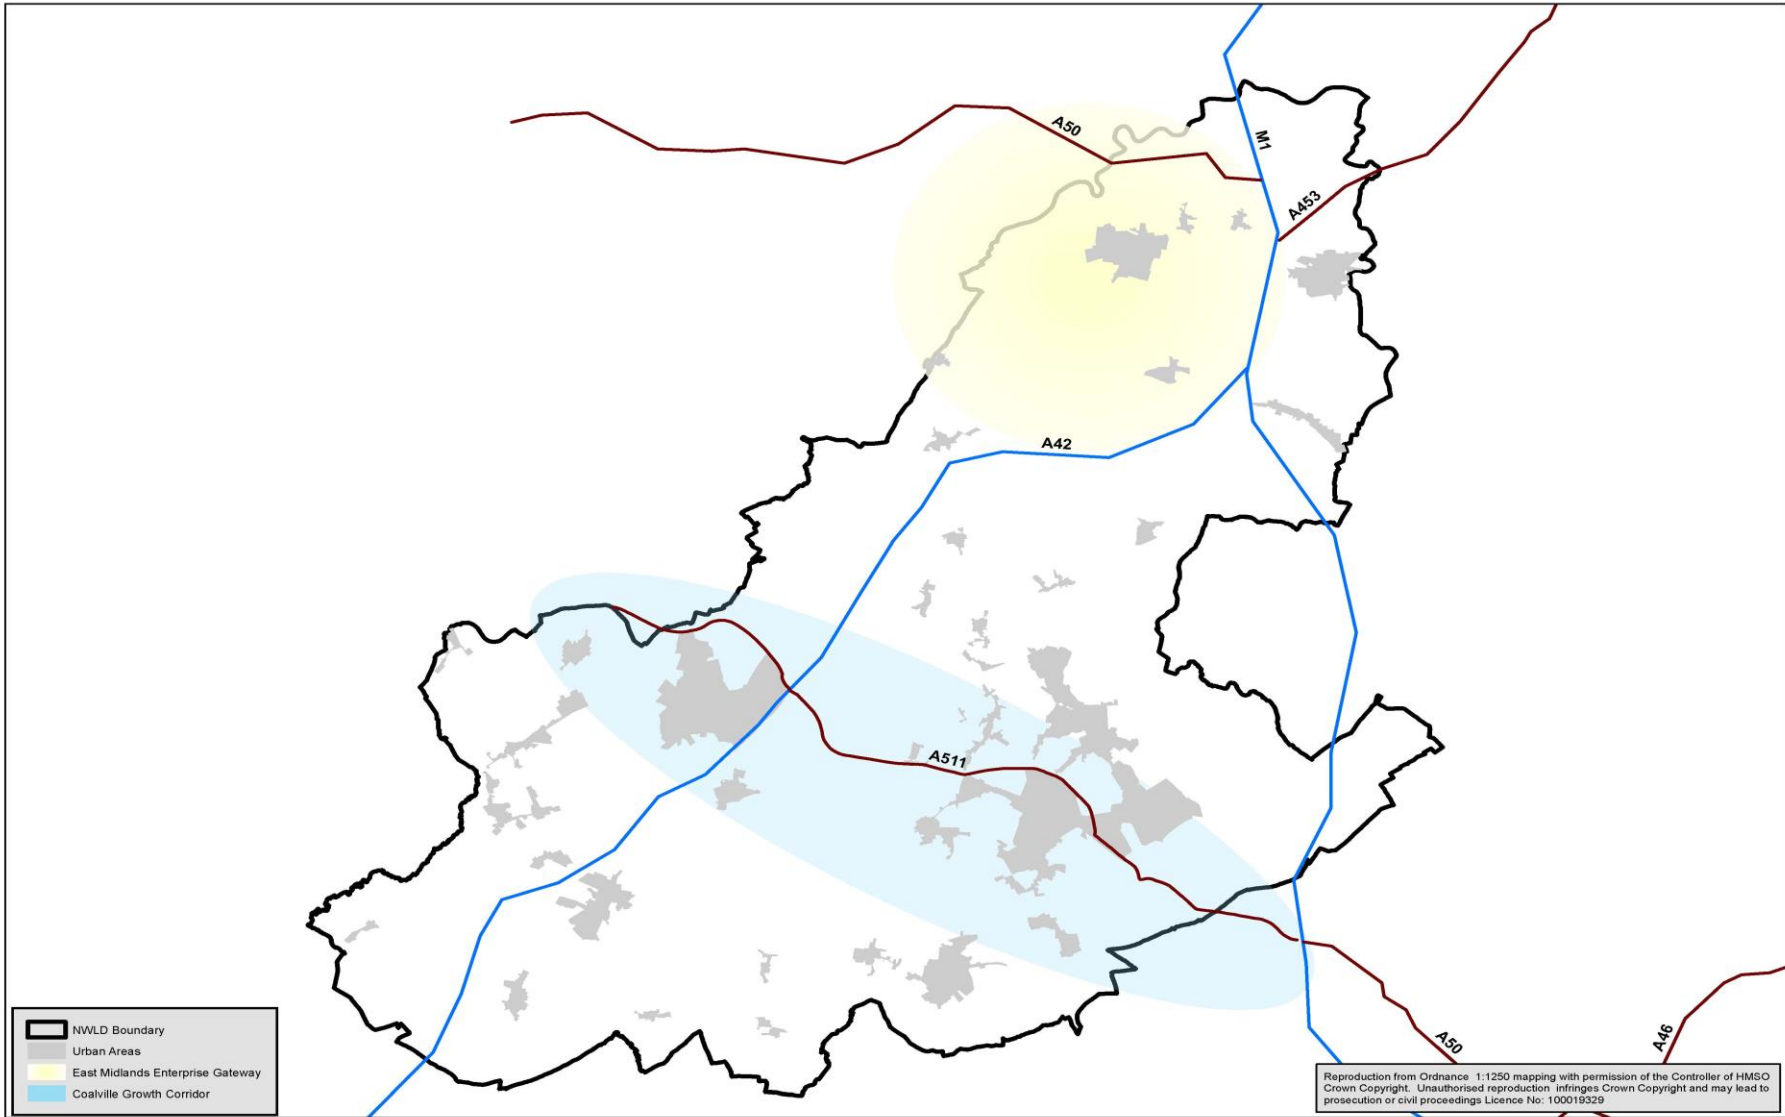 A50
M1
A453
A42
A511
A50
A46
NWLD Boundary
Urban Areas
East Midlands Enterprise Gateway
Coalville Growth Corridor
Reproduction from Ordnance 1:1250 mapping with permission of the Controller of HMSO
Crown Copyright. Unauthorised reproduction infringes Crown Copyright and may lead to
prosecution or civil proceedings Licence No: 100019329